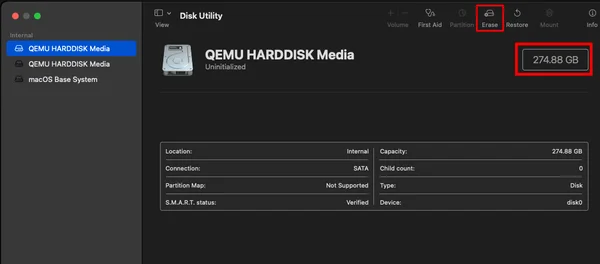 Disk Utility
View
Volume
First Aid
Partition
Erase
Restore
Mount
Info
Internal
QEMU HARDDISK Media
QEMU HARDDISK Media
macOS Base System
QEMU HARDDISK Media
Uninitialized
274.88 GB
Location: Internal
Capacity: 274.88 GB
Connection: SATA
Child count: 0
Partition Map: Not Supported
Type: Disk
S.M.A.R.T. status: Verified
Device: disk0